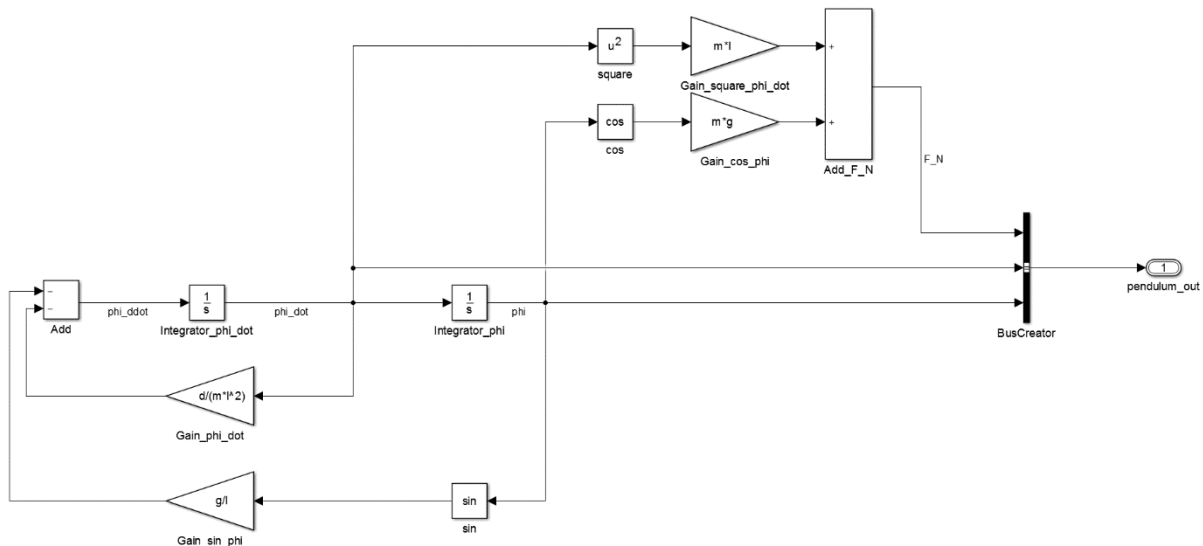 u²
square
m*l
Gain_square_phi_dot
+
cos
cos
m*g
Gain_cos_phi
+
Add_F_N
F_N
−
−
Add
phi_ddot
1
s
Integrator_phi_dot
phi_dot
1
s
Integrator_phi
phi
BusCreator
1
pendulum_out
d/(m*l^2)
Gain_phi_dot
g/l
Gain_sin_phi
sin
sin